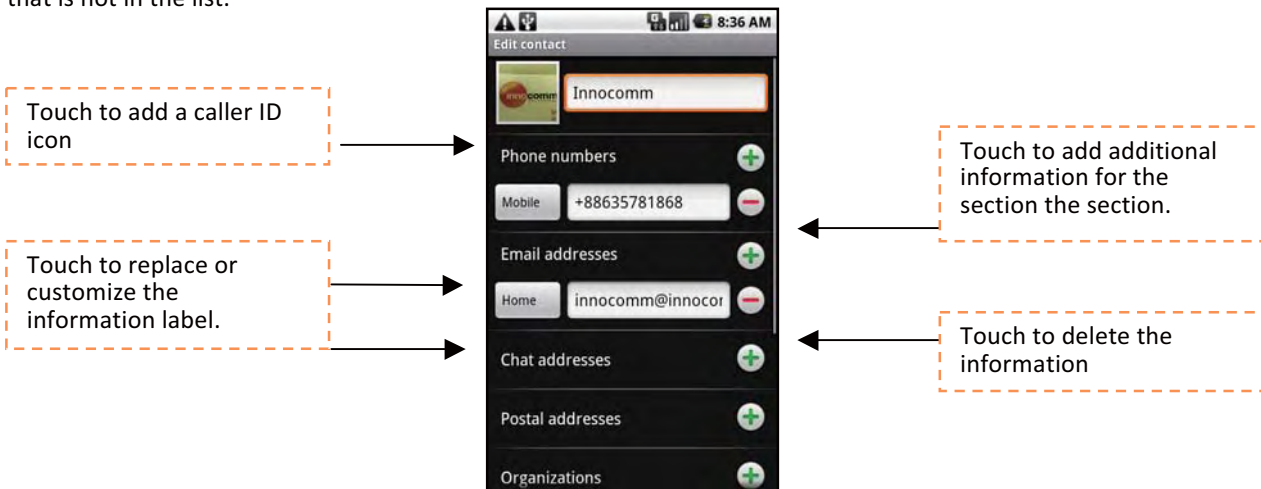 that is not in the list.
8:36 AM
Edit contact
innocomm
Innocomm
Touch to add a caller ID
icon
Phone numbers
Mobile
+88635781868
Touch to add additional
information for the
section the section.
Email addresses
Touch to replace or
customize the
information label.
Home
innocomm@innocor
Touch to delete the
information
Chat addresses
Postal addresses
Organizations